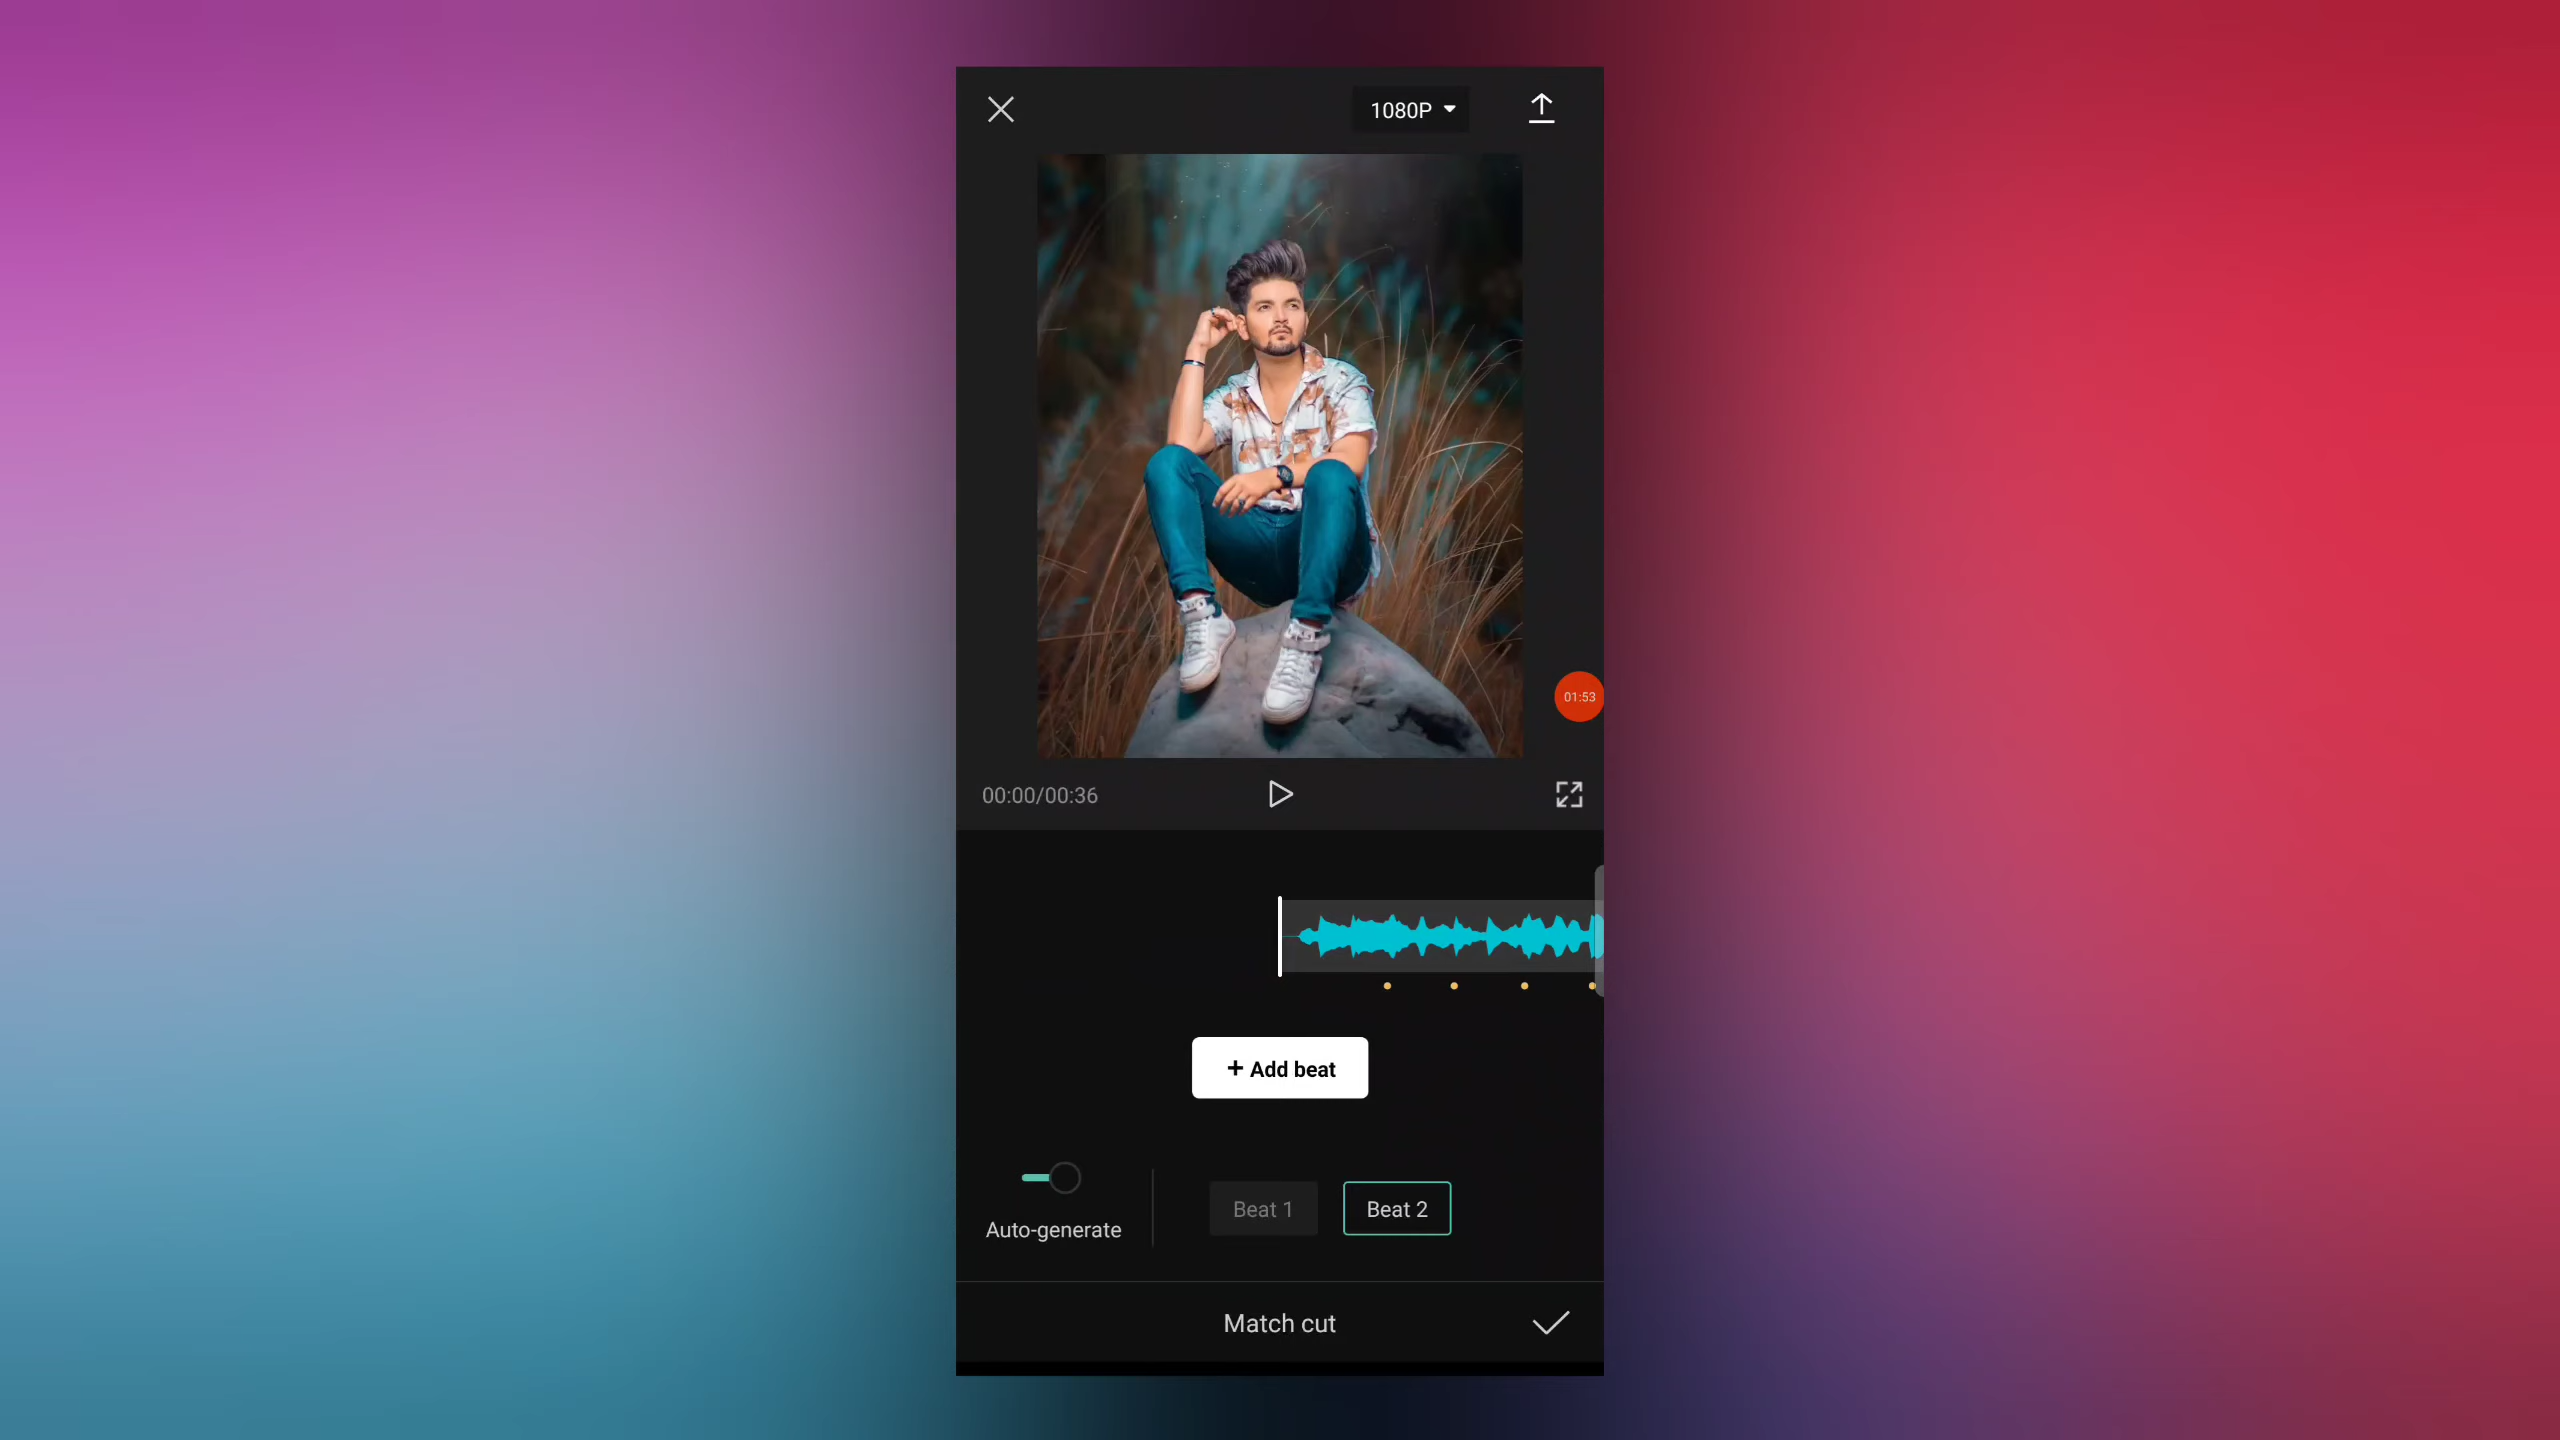 1080P
01:53
00:00/00:36
+ Add beat
Auto-generate
Beat 1
Beat 2
Match cut